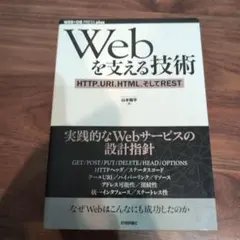 WEB+DB PRESS plus
Webを支える技術
HTTP、URI、HTML、そしてREST
山本陽平
著
実践的なWebサービスの
設計指針
GET/POST/PUT/DELETE/HEAD/OPTIONS
HTTPヘッダ/ステータスコード
クールURI/ハイパーリンク/リソース
アドレス可能性/接続性
統一インタフェース/ステートレス性
なぜWebはこんなにも成功したのか
技術評論社